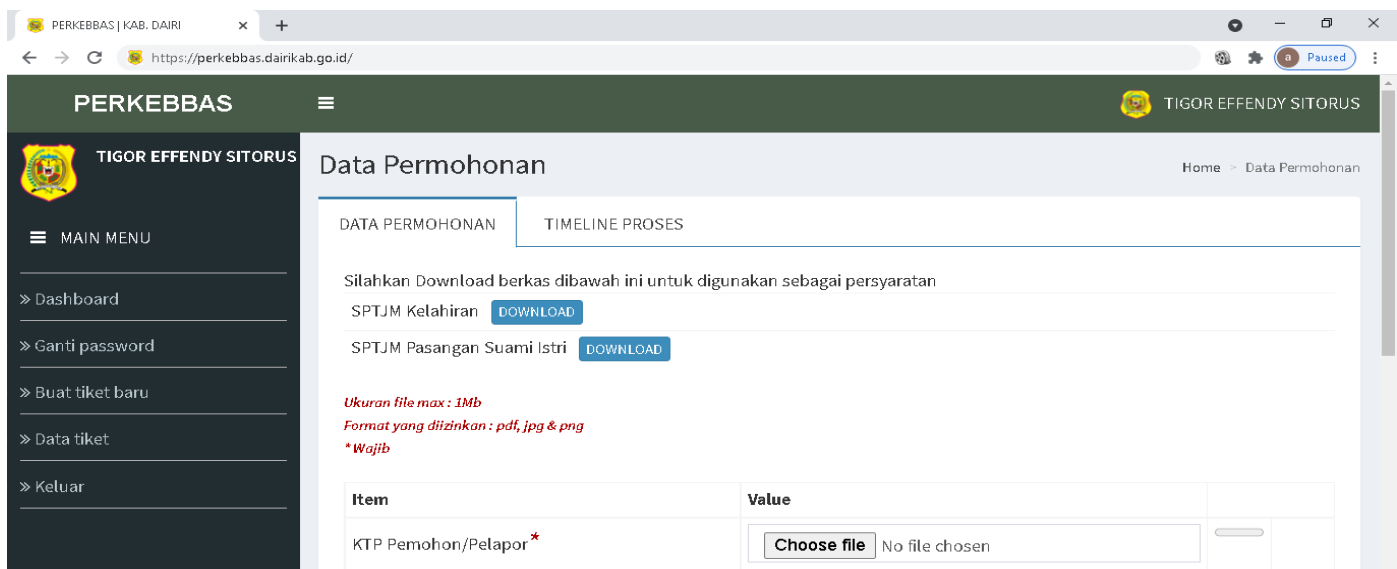 PERKEBBAS | KAB. DAIRI
https://perkebbas.dairikab.go.id/
a Paused
PERKEBBAS
TIGOR EFFENDY SITORUS
TIGOR EFFENDY SITORUS
Data Permohonan
Home > Data Permohonan
MAIN MENU
DATA PERMOHONAN TIMELINE PROSES
Silahkan Download berkas dibawah ini untuk digunakan sebagai persyaratan
» Dashboard
SPTJM Kelahiran DOWNLOAD
» Ganti password
SPTJM Pasangan Suami Istri DOWNLOAD
» Buat tiket baru
Ukuran file max : 1Mb
Format yang diizinkan : pdf, jpg & png
» Data tiket
* Wajib
» Keluar
Item Value
KTP Pemohon/Pelapor* Choose file No file chosen